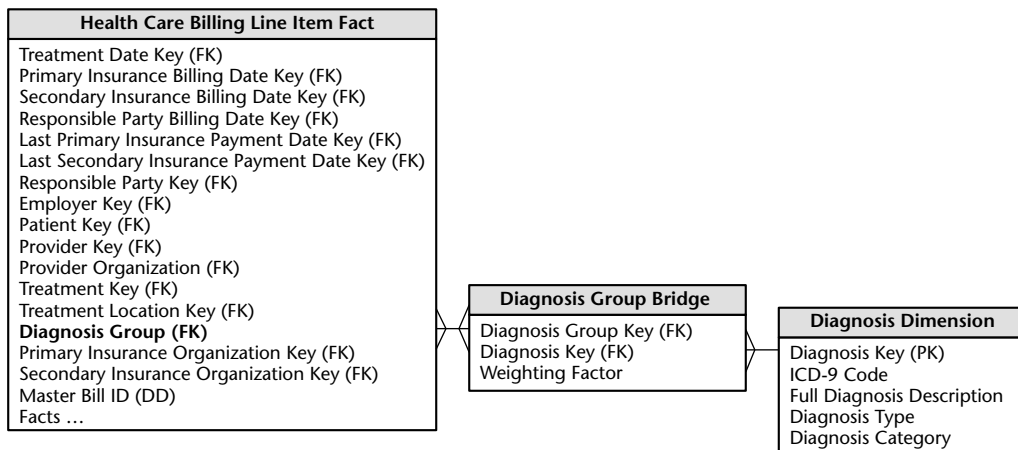 Health Care Billing Line Item Fact
Treatment Date Key (FK)
Primary Insurance Billing Date Key (FK)
Secondary Insurance Billing Date Key (FK)
Responsible Party Billing Date Key (FK)
Last Primary Insurance Payment Date Key (FK)
Last Secondary Insurance Payment Date Key (FK)
Responsible Party Key (FK)
Employer Key (FK)
Patient Key (FK)
Provider Key (FK)
Provider Organization (FK)
Treatment Key (FK)
Treatment Location Key (FK)
Diagnosis Group (FK)
Primary Insurance Organization Key (FK)
Secondary Insurance Organization Key (FK)
Master Bill ID (DD)
Facts …
Diagnosis Group Bridge
Diagnosis Group Key (FK)
Diagnosis Key (FK)
Weighting Factor
Diagnosis Dimension
Diagnosis Key (PK)
ICD-9 Code
Full Diagnosis Description
Diagnosis Type
Diagnosis Category